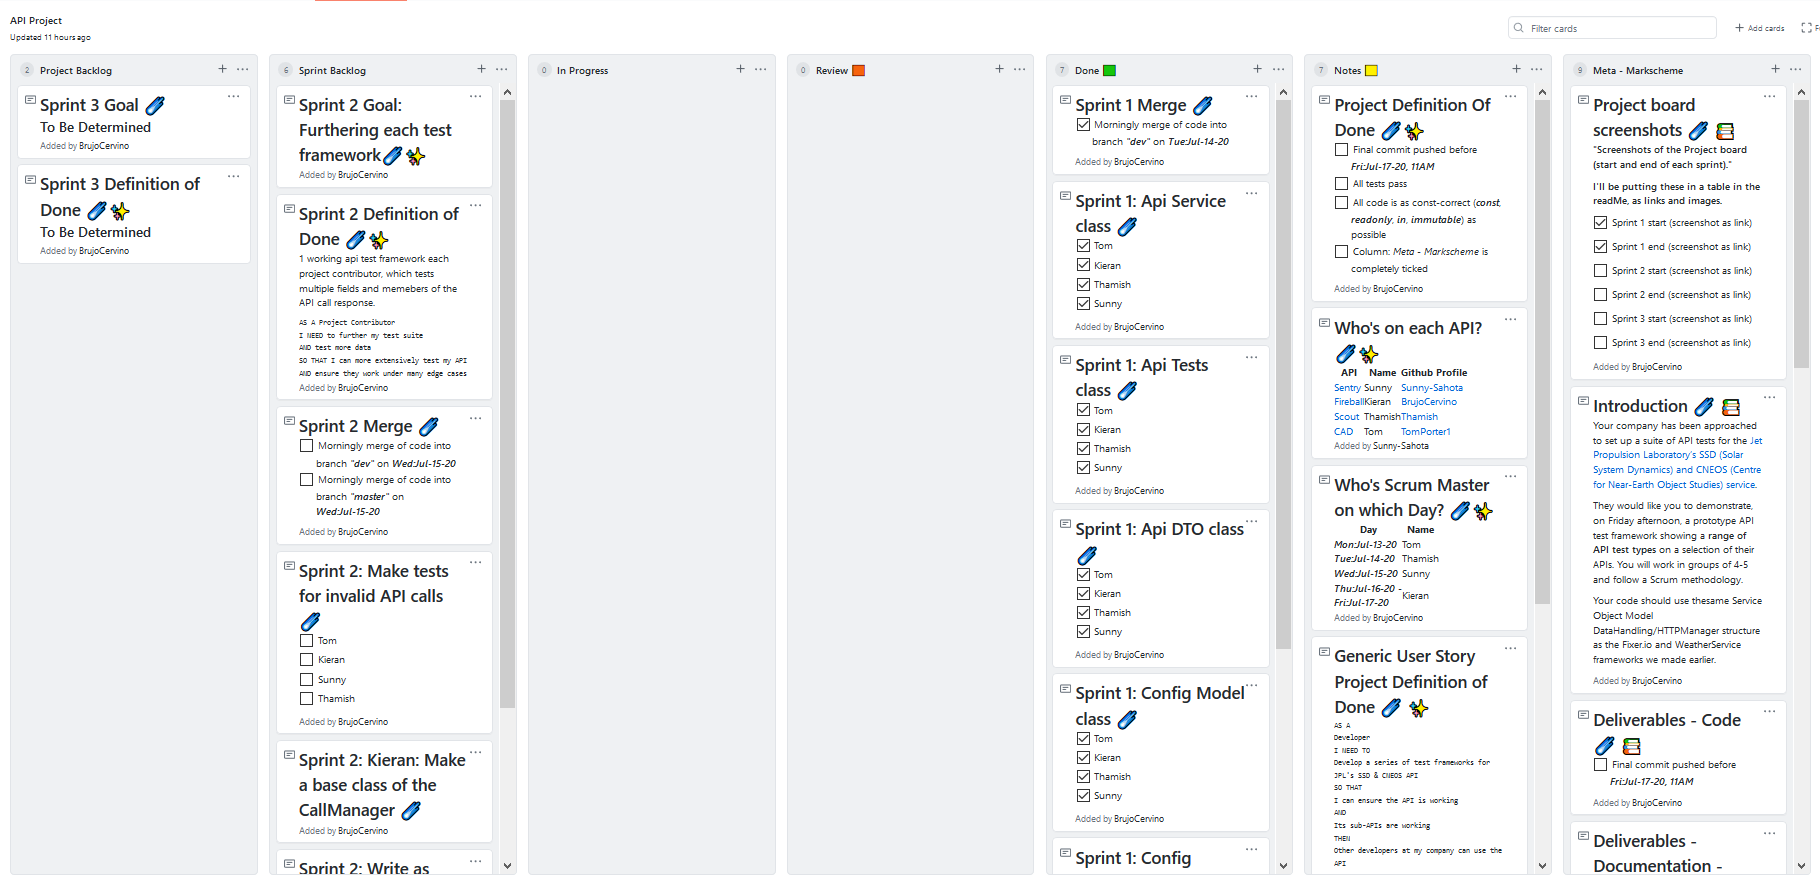 API Project
Updated 11 hours ago
Filter cards
Add cards
2 Project Backlog
Sprint 3 Goal
To Be Determined
Added by BrujoCervino
Sprint 3 Definition of
Done
To Be Determined
Added by BrujoCervino
6 Sprint Backlog
Sprint 2 Goal:
Furthering each test
framework
Added by BrujoCervino
Sprint 2 Definition of
Done
1 working api test framework each
project contributor, which tests
multiple fields and memebers of the
API call response.
AS A Project Contributor
I NEED to further my test suite
AND test more data
SO THAT I can more extensively test my API
AND ensure they work under many edge cases
Added by BrujoCervino
Sprint 2 Merge
Morningly merge of code into
branch "dev" on Wed:Jul-15-20
Morningly merge of code into
branch "master" on
Wed:Jul-15-20
Added by BrujoCervino
Sprint 2: Make tests
for invalid API calls
Tom
Kieran
Sunny
Thamish
Added by BrujoCervino
Sprint 2: Kieran: Make
a base class of the
CallManager
Added by BrujoCervino
Sprint 2: Write as
0 In Progress
0 Review
7 Done
Sprint 1 Merge
Morningly merge of code into
branch "dev" on Tue:Jul-14-20
Added by BrujoCervino
Sprint 1: Api Service
class
Tom
Kieran
Thamish
Sunny
Added by BrujoCervino
Sprint 1: Api Tests
class
Tom
Kieran
Thamish
Sunny
Added by BrujoCervino
Sprint 1: Api DTO class
Tom
Kieran
Thamish
Sunny
Added by BrujoCervino
Sprint 1: Config Model
class
Tom
Kieran
Thamish
Sunny
Added by BrujoCervino
Sprint 1: Config
7 Notes
Project Definition Of
Done
Final commit pushed before
Fri:Jul-17-20, 11AM
All tests pass
All code is as const-correct (const,
readonly, in, immutable) as
possible
Column: Meta - Markscheme is
completely ticked
Added by BrujoCervino
Who's on each API?
API Name Github Profile
Sentry Sunny Sunny-Sahota
Fireball Kieran BrujoCervino
Scout Thamish Thamish
CAD Tom TomPorter1
Added by Sunny-Sahota
Who's Scrum Master
on which Day?
Day Name
Mon:Jul-13-20 Tom
Tue:Jul-14-20 Thamish
Wed:Jul-15-20 Sunny
Thu:Jul-16-20 -
Fri:Jul-17-20 Kieran
Added by BrujoCervino
Generic User Story
Project Definition of
Done
AS A
Developer
I NEED TO
Develop a series of test frameworks for
JPL's SSD & CNEOS API
SO THAT
I can ensure the API is working
AND
Its sub-APIs are working
THEN
Other developers at my company can use the
API
9 Meta - Markscheme
Project board
screenshots
"Screenshots of the Project board
(start and end of each sprint)."
I'll be putting these in a table in the
readMe, as links and images.
Sprint 1 start (screenshot as link)
Sprint 1 end (screenshot as link)
Sprint 2 start (screenshot as link)
Sprint 2 end (screenshot as link)
Sprint 3 start (screenshot as link)
Sprint 3 end (screenshot as link)
Added by BrujoCervino
Introduction
Your company has been approached
to set up a suite of API tests for the Jet
Propulsion Laboratory's SSD (Solar
System Dynamics) and CNEOS (Centre
for Near-Earth Object Studies) service.
They would like you to demonstrate,
on Friday afternoon, a prototype API
test framework showing a range of
API test types on a selection of their
APIs. You will work in groups of 4-5
and follow a Scrum methodology.
Your code should use thesame Service
Object Model
DataHandling/HTTPManager structure
as the Fixer.io and WeatherService
frameworks we made earlier.
Added by BrujoCervino
Deliverables - Code
Final commit pushed before
Fri:Jul-17-20, 11AM
Added by BrujoCervino
Deliverables -
Documentation -